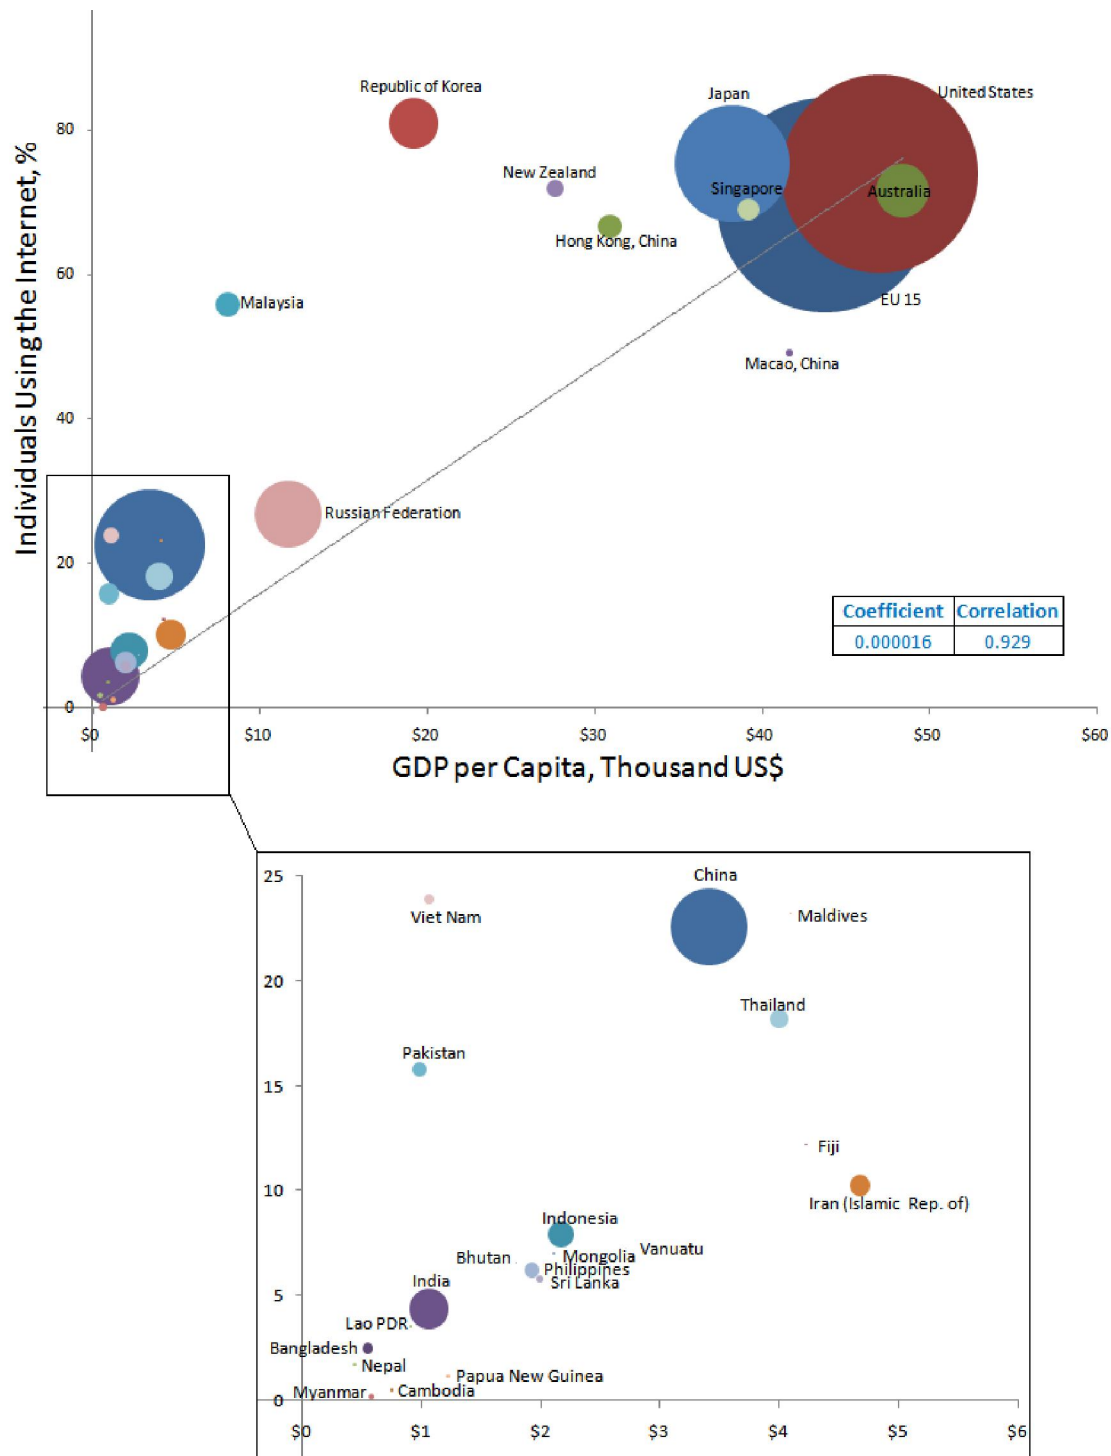 Republic of Korea
Japan
United States
80
New Zealand
Singapore
Australia
Hong Kong, China
60
EU 15
Malaysia
Macao, China
Individuals Using the Internet, %
40
Russian Federation
20
Coefficient Correlation
0.000016 0.929
0
$0 $10 $20 $30 $40 $50 $60
GDP per Capita, Thousand US$
25
China
Viet Nam
Maldives
20
Thailand
Pakistan
15
Fiji
10
Iran (Islamic Rep. of)
Indonesia
Vanuatu
Bhutan
Mongolia
Philippines
India
Sri Lanka
5
Lao PDR
Bangladesh
Nepal
Papua New Guinea
Myanmar
Cambodia
0
$0 $1 $2 $3 $4 $5 $6